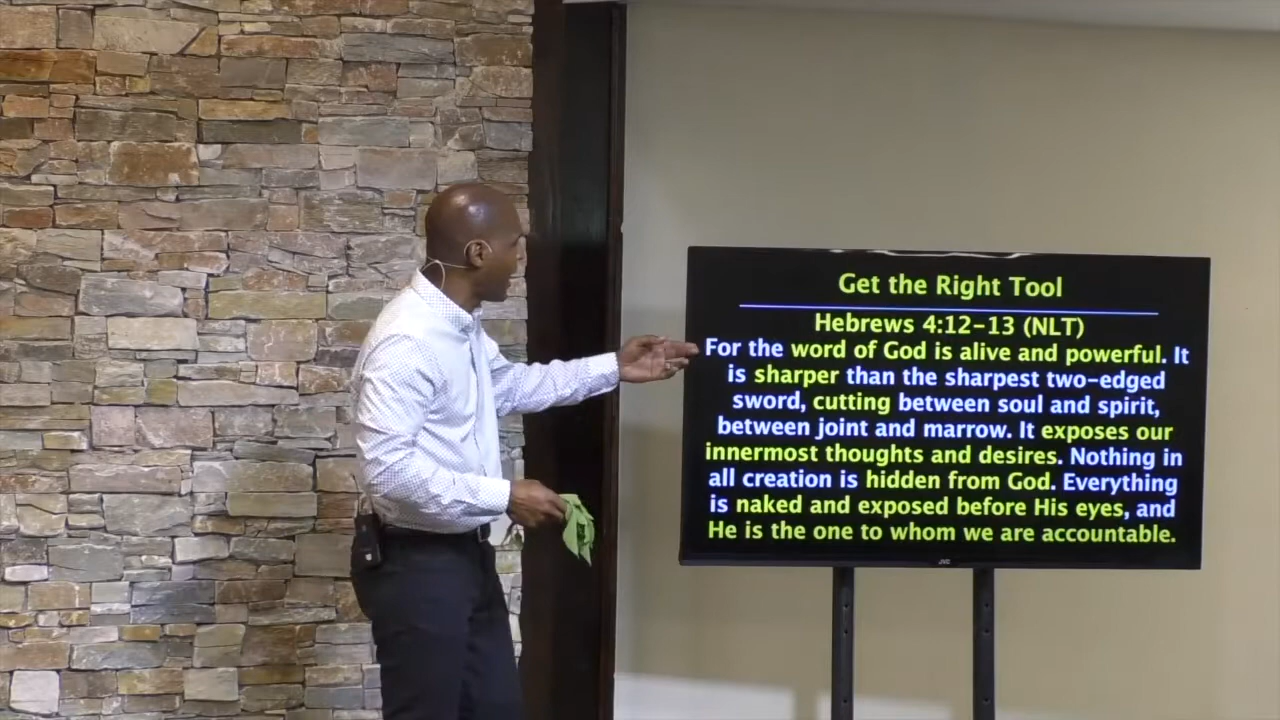 Get the Right Tool
Hebrews 4:12-13 (NLT)
For the word of God is alive and powerful. It
is sharper than the sharpest two-edged
sword, cutting between soul and spirit,
between joint and marrow. It exposes our
innermost thoughts and desires. Nothing in
all creation is hidden from God. Everything
is naked and exposed before His eyes, and
He is the one to whom we are accountable.
JVC